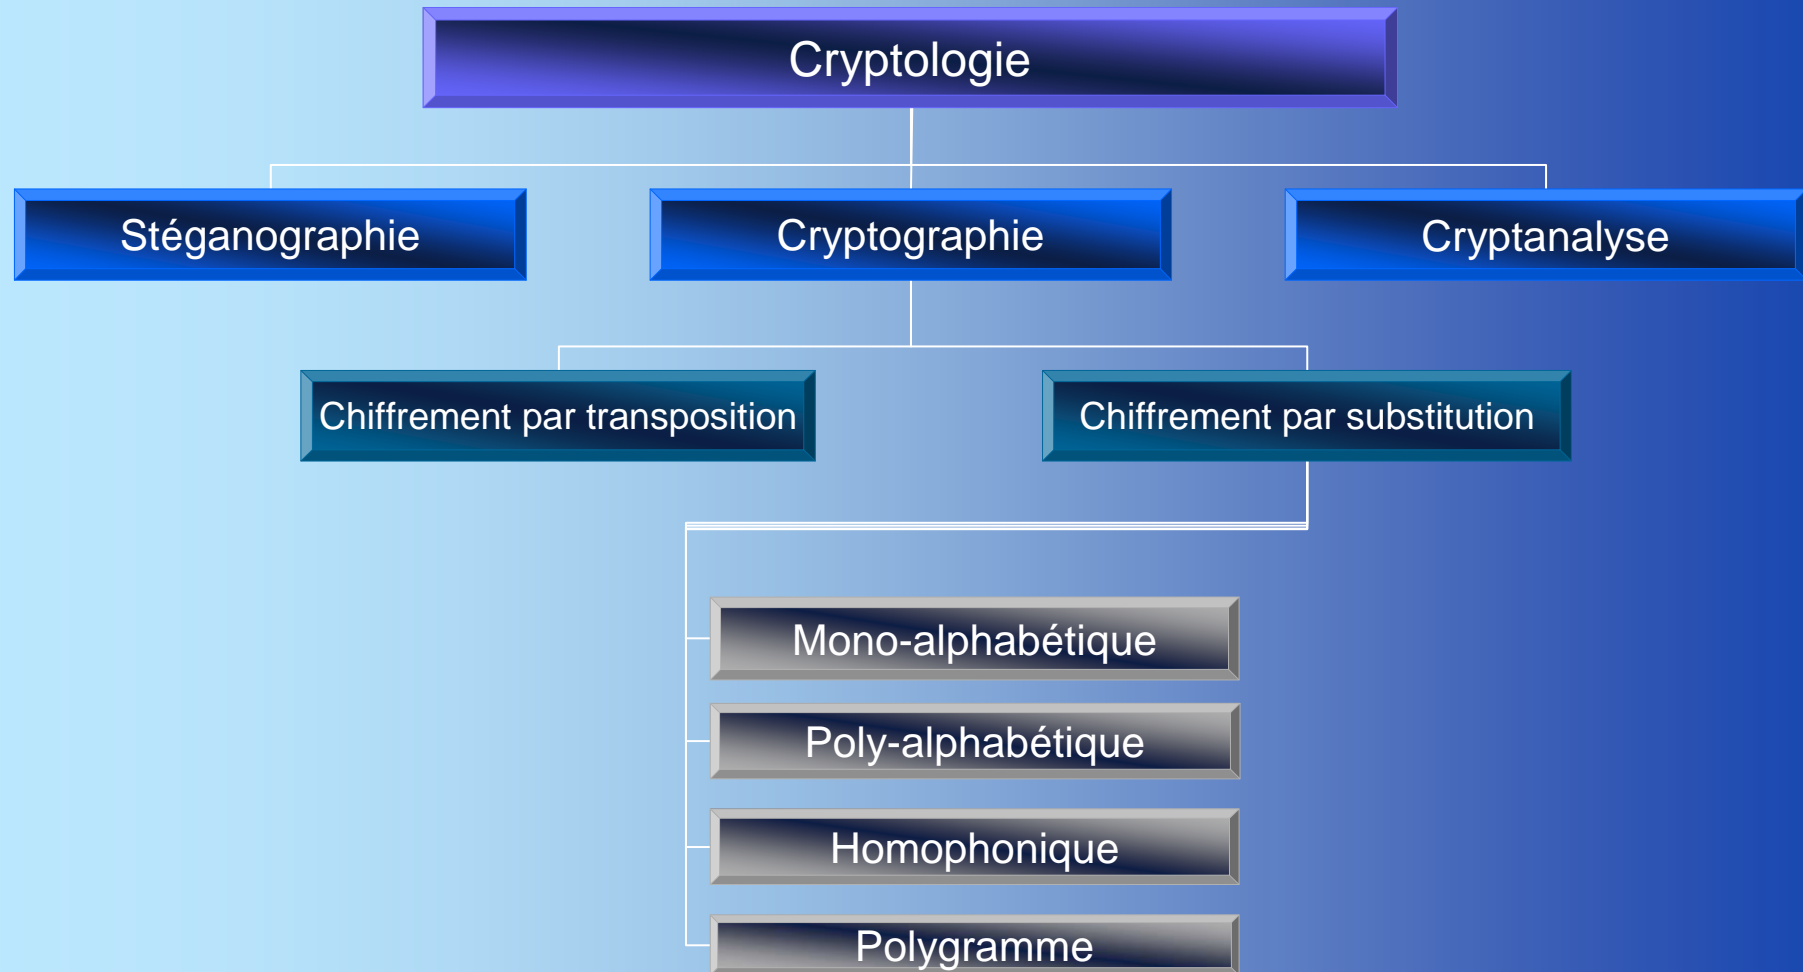 Cryptologie
Stéganographie
Cryptographie
Cryptanalyse
Chiffrement par transposition
Chiffrement par substitution
Mono-alphabétique
Poly-alphabétique
Homophonique
Polygramme